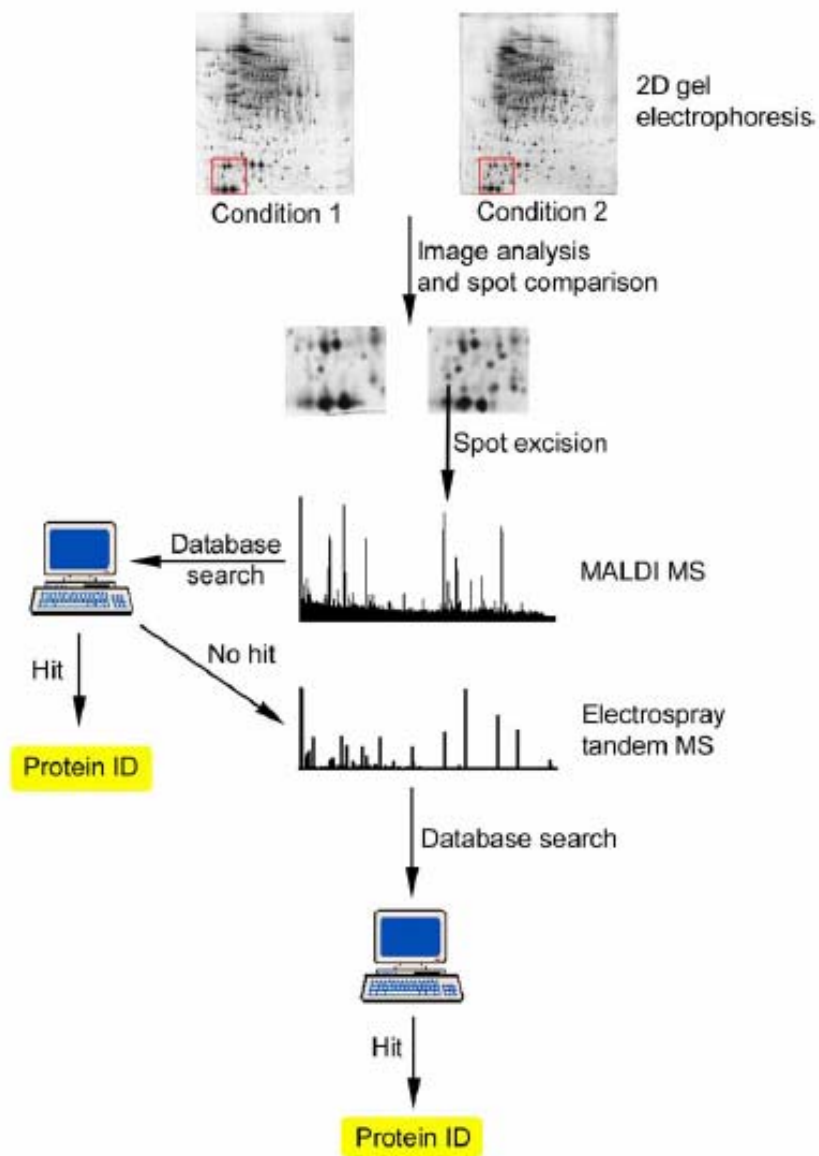 2D gel
electrophoresis
Condition 1
Condition 2
Image analysis
and spot comparison
Spot excision
Database
search
MALDI MS
No hit
Hit
Electrospray
tandem MS
Protein ID
Database search
Hit
Protein ID